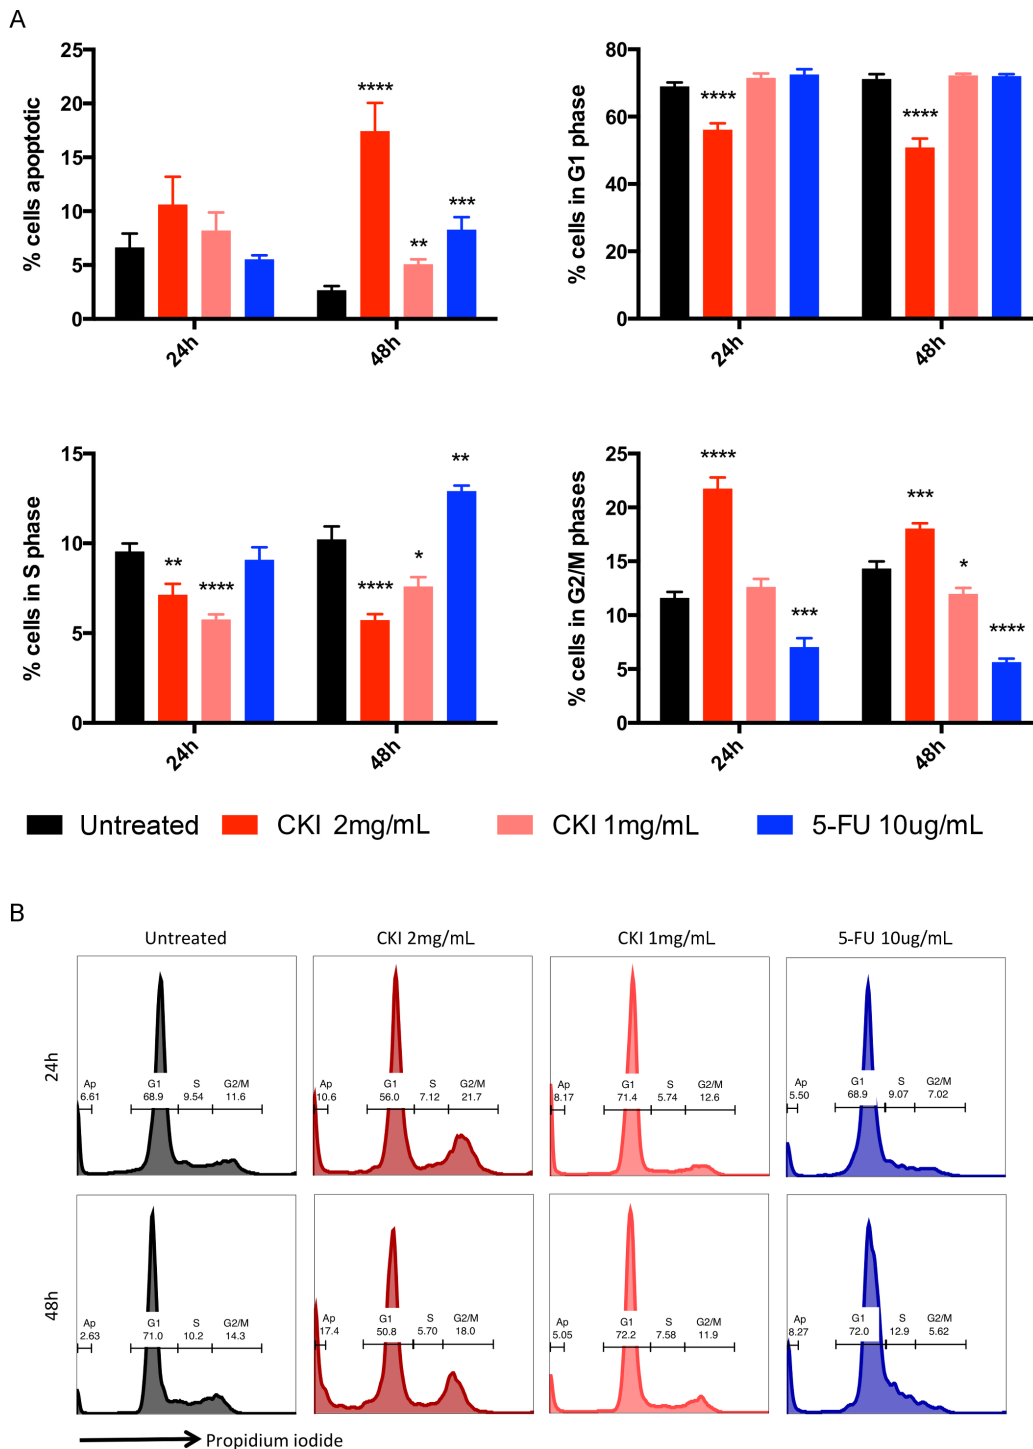 A
% cells apoptotic
25
20
15
10
5
0
****
**
***
24h
48h
% cells in G1 phase
80
60
40
20
0
****
****
24h
48h
% cells in S phase
15
10
5
0
**
****
****
*
**
24h
48h
% cells in G2/M phases
25
20
15
10
5
0
****
***
***
*
****
24h
48h
Untreated CKI 2mg/mL CKI 1mg/mL 5-FU 10ug/mL
B
Untreated CKI 2mg/mL CKI 1mg/mL 5-FU 10ug/mL
24h
Ap G1 S G2/M
6.61 68.9 9.54 11.6
Ap G1 S G2/M
10.6 56.0 7.12 21.7
Ap G1 S G2/M
8.17 71.4 5.74 12.6
Ap G1 S G2/M
5.50 68.9 9.07 7.02
48h
Ap G1 S G2/M
2.63 71.0 10.2 14.3
Ap G1 S G2/M
17.4 50.8 5.70 18.0
Ap G1 S G2/M
5.05 72.2 7.58 11.9
Ap G1 S G2/M
8.27 72.0 12.9 5.62
Propidium iodide